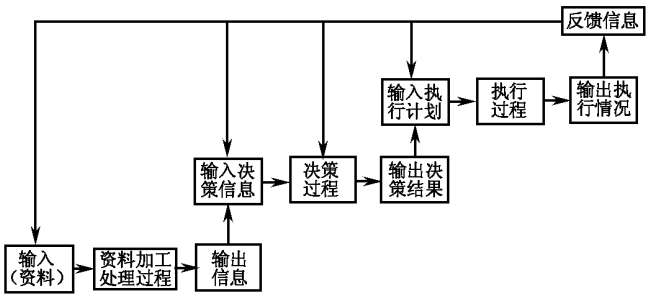 反馈信息
输入执
行计划
执行
过程
输出执
行情况
输入决
策信息
决策
过程
输出决
策结果
输入
（资料）
资料加工
处理过程
输出
信息